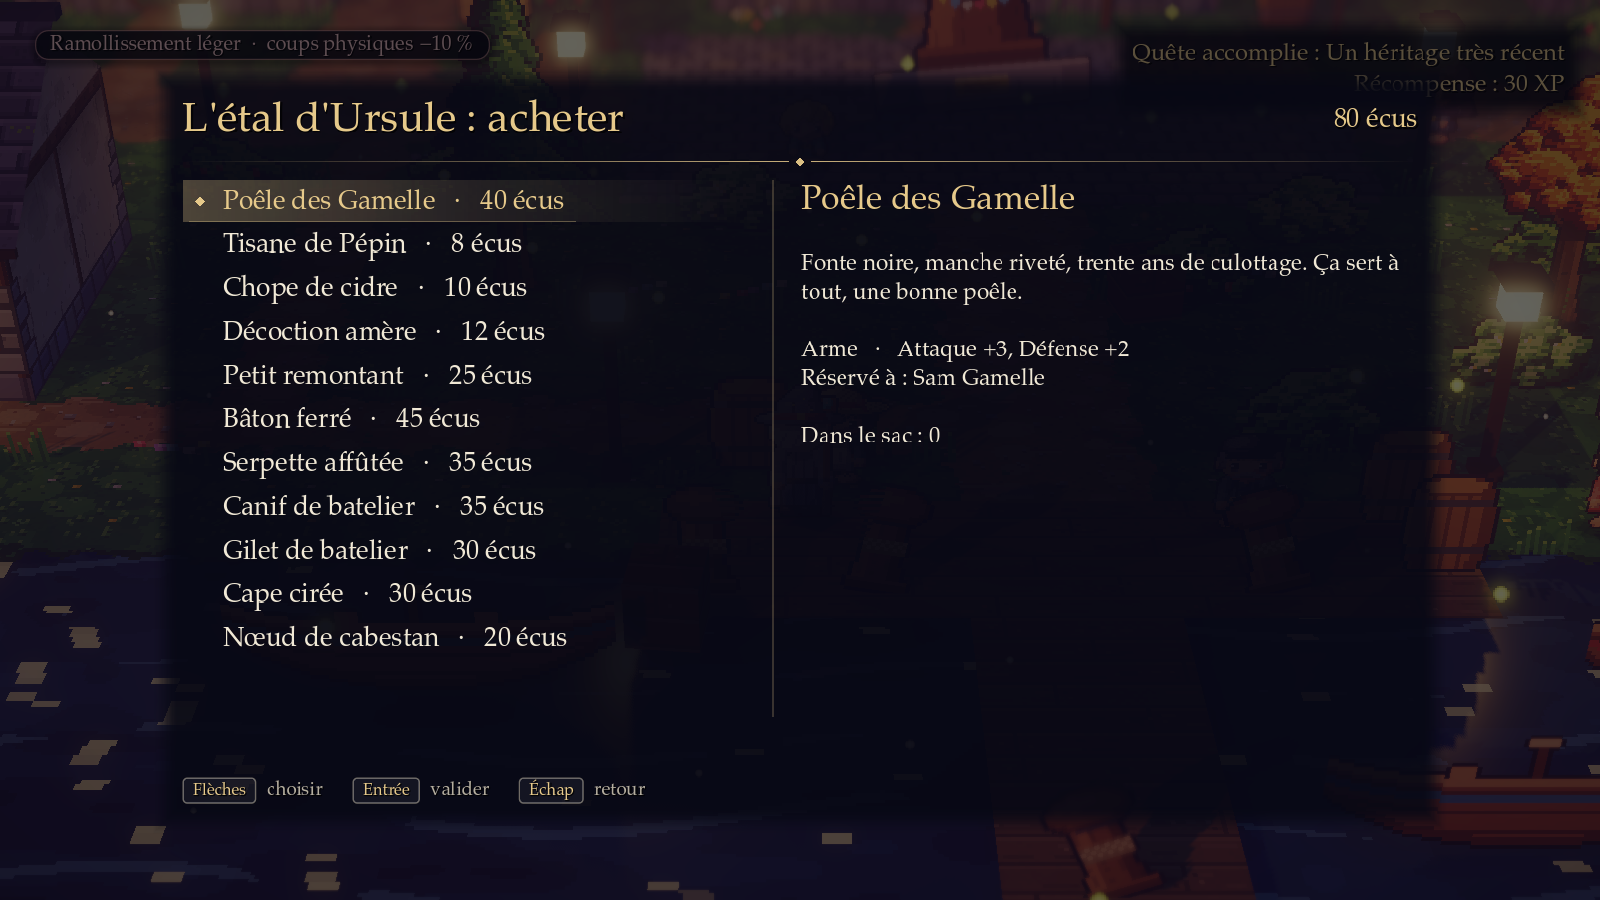 Ramollissement léger · coups physiques −10 %
Quête accomplie : Un héritage très récent
Récompense : 30 XP
L'étal d'Ursule : acheter
80 écus
Poêle des Gamelle · 40 écus
Tisane de Pépin · 8 écus
Chope de cidre · 10 écus
Décoction amère · 12 écus
Petit remontant · 25 écus
Bâton ferré · 45 écus
Serpette affûtée · 35 écus
Canif de batelier · 35 écus
Gilet de batelier · 30 écus
Cape cirée · 30 écus
Nœud de cabestan · 20 écus
Poêle des Gamelle
Fonte noire, manche riveté, trente ans de culottage. Ça sert à
tout, une bonne poêle.
Arme · Attaque +3, Défense +2
Réservé à : Sam Gamelle
Dans le sac : 0
Flèches choisir Entrée valider Échap retour